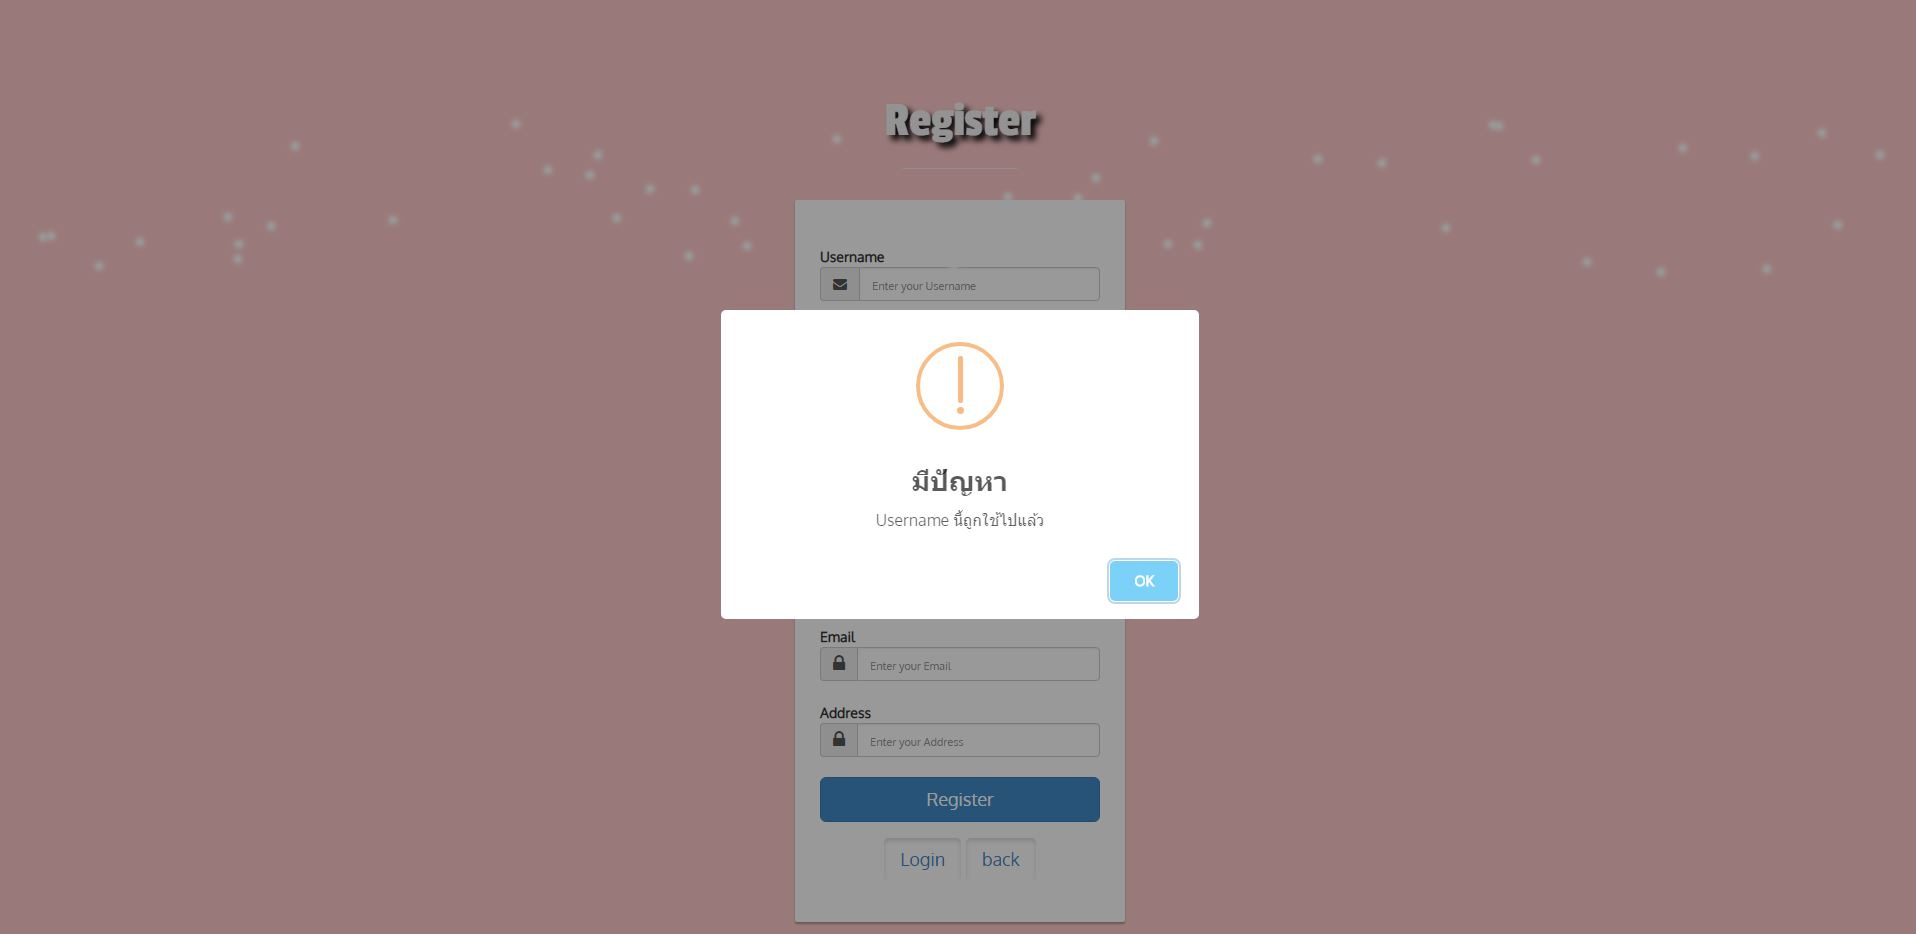 Register
Username
Enter your Username
มีปัญหา
Username นี้ถูกใช้ไปแล้ว
OK
Email
Enter your Email
Address
Enter your Address
Register
Login back